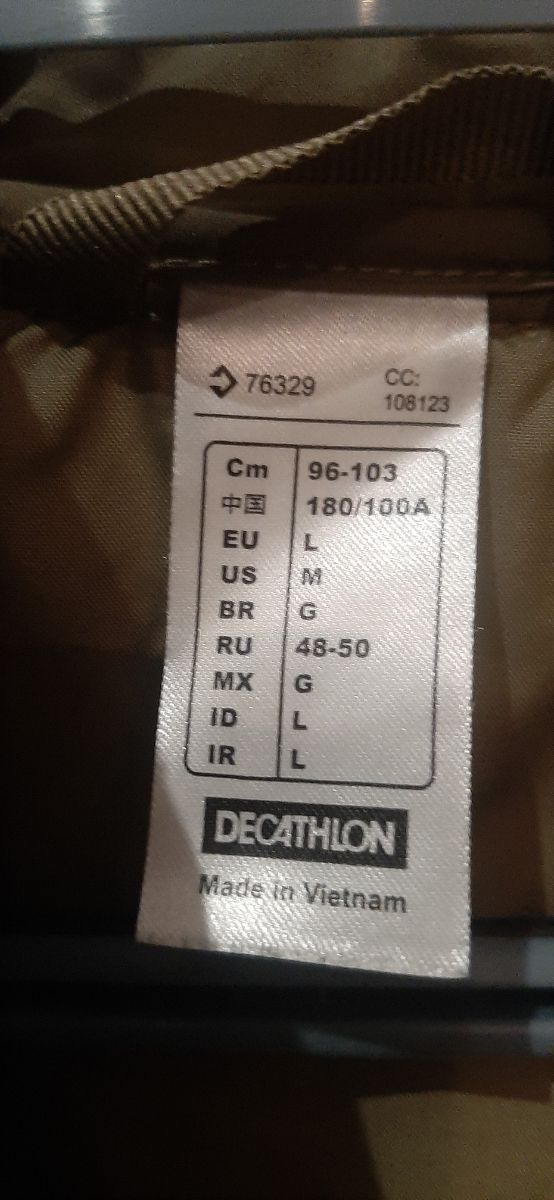 76329 CC:
108123
Cm 96-103
中国 180/100A
EU L
US M
BR G
RU 48-50
MX G
ID L
IR L
DECATHLON
Made in Vietnam